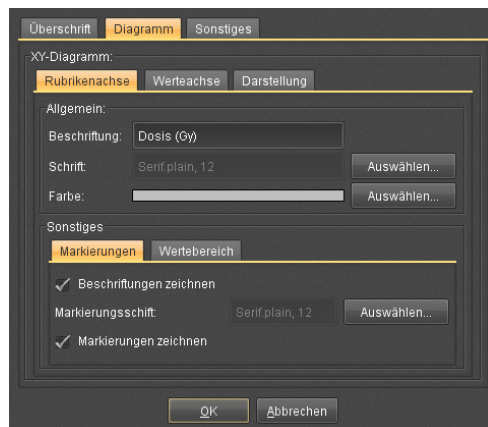 Überschrift Diagramm Sonstiges
XY-Diagramm:
Rubrikenachse Werteachse Darstellung
Allgemein:
Beschriftung: Dosis (Gy)
Schrift: Serif.plain, 12 Auswählen...
Farbe: Auswählen...
Sonstiges
Markierungen Wertebereich
Beschriftungen zeichnen
Markierungsschift: Serif.plain, 12 Auswählen...
Markierungen zeichnen
OK Abbrechen